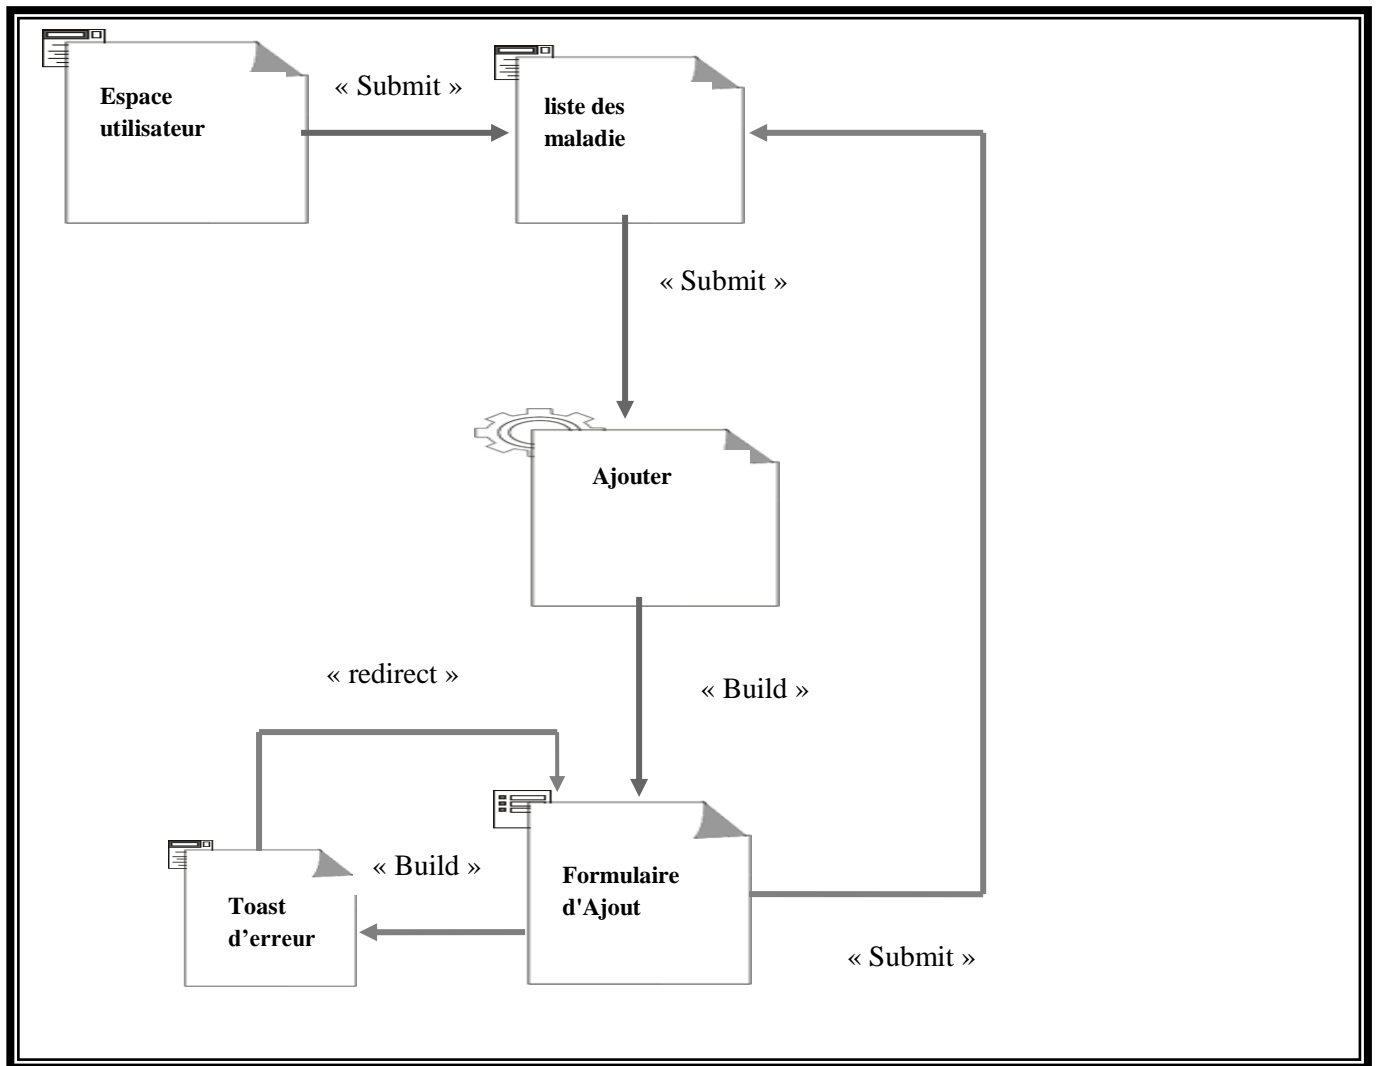 Espace
utilisateur
« Submit »
liste des
maladie
« Submit »
Ajouter
« redirect »
« Build »
« Build »
Toast
d’erreur
Formulaire
d'Ajout
« Submit »